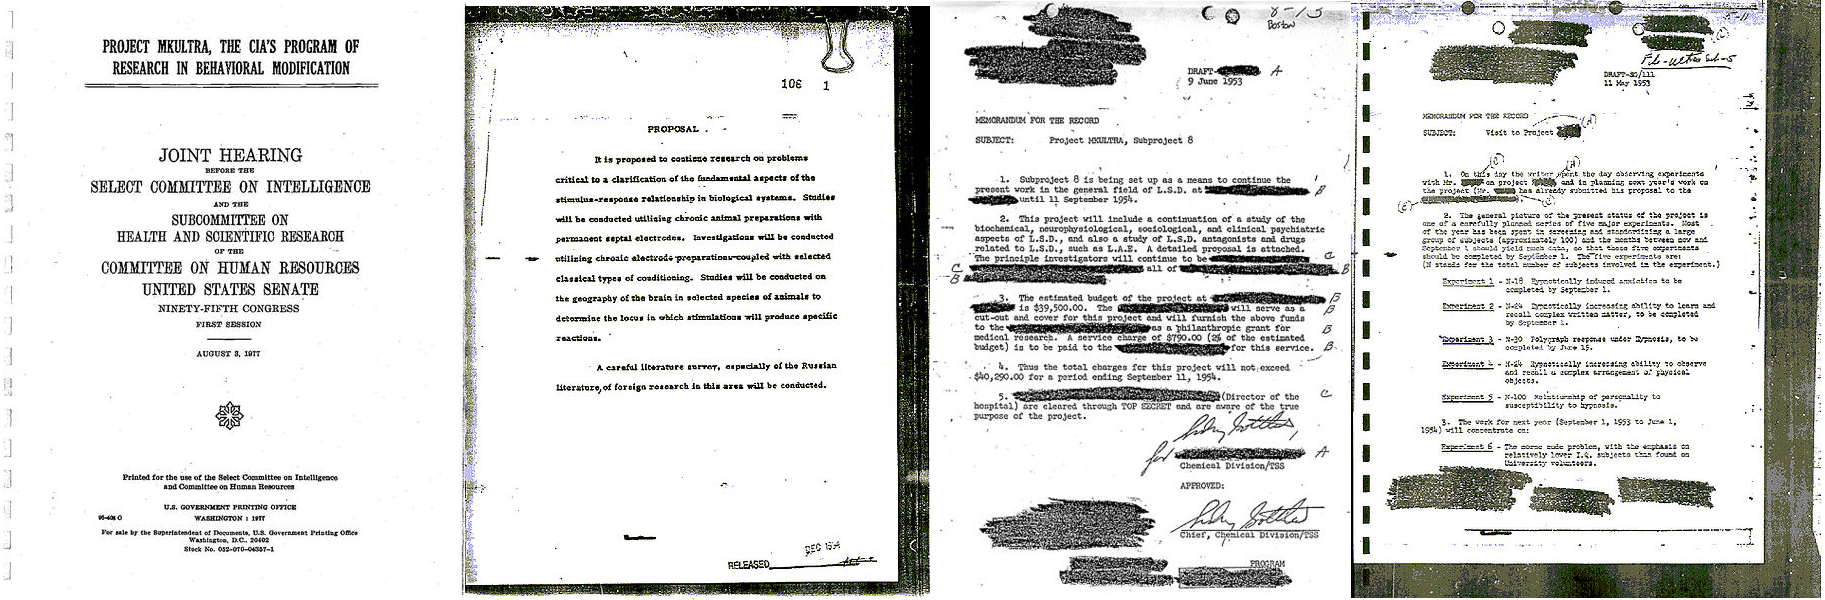 PROJECT MKULTRA, THE CIA'S PROGRAM OF
RESEARCH IN BEHAVIORAL MODIFICATION
JOINT HEARING
BEFORE THE
SELECT COMMITTEE ON INTELLIGENCE
AND THE
SUBCOMMITTEE ON
HEALTH AND SCIENTIFIC RESEARCH
OF THE
COMMITTEE ON HUMAN RESOURCES
UNITED STATES SENATE
NINETY-FIFTH CONGRESS
FIRST SESSION
AUGUST 3, 1977
Printed for the use of the Select Committee on Intelligence
and Committee on Human Resources
U.S. GOVERNMENT PRINTING OFFICE
96-408 O WASHINGTON : 1977
For sale by the Superintendent of Documents, U.S. Government Printing Office
Washington, D.C. 20402
Stock No. 052-070-04357-1
106 1
PROPOSAL
It is proposed to continue research on problems
critical to a clarification of the fundamental aspects of the
stimulus-response relationship in biological systems. Studies
will be conducted utilizing chronic animal preparations with
permanent septal electrodes. Investigations will be conducted
utilizing chronic electrode preparations coupled with selected
classical types of conditioning. Studies will be conducted on
the geography of the brain in selected species of animals to
determine the locus in which stimulations will produce specific
reactions.
A careful literature survey, especially of the Russian
literature, of foreign research in this area will be conducted.
DEC
RELEASED
8-13
Boston
DRAFT- A
9 June 1953
MEMORANDUM FOR THE RECORD
SUBJECT: Project MKULTRA, Subproject 8
1. Subproject 8 is being set up as a means to continue the
present work in the general field of L.S.D. at B
until 11 September 1954.
2. This project will include a continuation of a study of the
biochemical, neurophysiological, sociological, and clinical psychiatric
aspects of L.S.D., and also a study of L.S.D. antagonists and drugs
related to L.S.D., such as L.A.E. A detailed proposal is attached.
The principle investigators will continue to be C
C all of B
B
3. The estimated budget of the project at B
is $39,500.00. The will serve as a B
cut-out and cover for this project and will furnish the above funds
to the as a philanthropic grant for B
medical research. A service charge of $790.00 (2% of the estimated
budget) is to be paid to the for this service. B
4. Thus the total charges for this project will not exceed
$40,290.00 for a period ending September 11, 1954.
5. (Director of the C
hospital) are cleared through TOP SECRET and are aware of the true
purpose of the project.
Sidney Gottlieb,
for A
Chemical Division/TSS
APPROVED:
Sidney Gottlieb
Chief, Chemical Division/TSS
PROGRAM
DRAFT-SG/111
11 May 1953
MEMORANDUM FOR THE RECORD
SUBJECT: Visit to Project
1. On this day the writer spent the day observing experiments
with Mr. on project and in planning next year's work on
the project (Mr. has already submitted his proposal to the
2. The general picture of the present status of the project is
one of a carefully planned series of five major experiments. Most
of the year has been spent in screening and standardizing a large
group of subjects (approximately 100) and the months between now and
September 1 should yield much data, so that these five experiments
should be completed by September 1. The five experiments are:
(N stands for the total number of subjects involved in the experiment.)
Experiment 1 - N-18 Hypnotically induced anxieties to be
completed by September 1.
Experiment 2 - N-24 Hypnotically increasing ability to learn and
recall complex written matter, to be completed
by September 1.
Experiment 3 - N-30 Polygraph response under Hypnosis, to be
completed by June 15.
Experiment 4 - N-24 Hypnotically increasing ability to observe
and recall a complex arrangement of physical
objects.
Experiment 5 - N-100 Relationship of personality to
susceptibility to hypnosis.
3. The work for next year (September 1, 1953 to June 1,
1954) will concentrate on:
Experiment 6 - The morse code problem, with the emphasis on
relatively lower I.Q. subjects than found on
University volunteers.